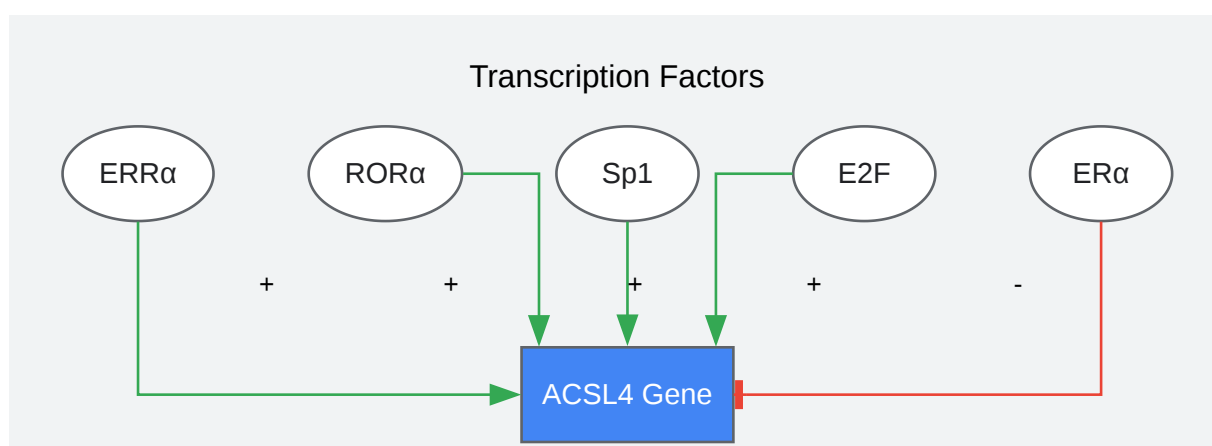 Transcription Factors
ERRα
RORα
Sp1
E2F
ERα
+
+
+
+
-
ACSL4 Gene